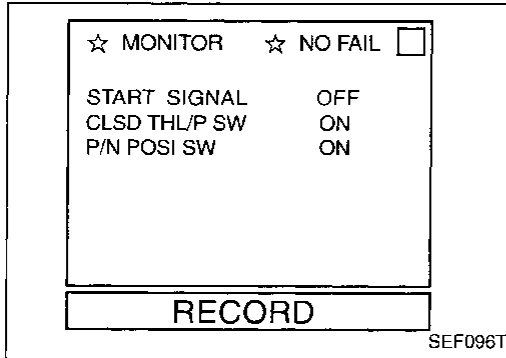 ☆ MONITOR ☆ NO FAIL
START SIGNAL OFF
CLSD THL/P SW ON
P/N POSI SW ON
RECORD
SEF096T